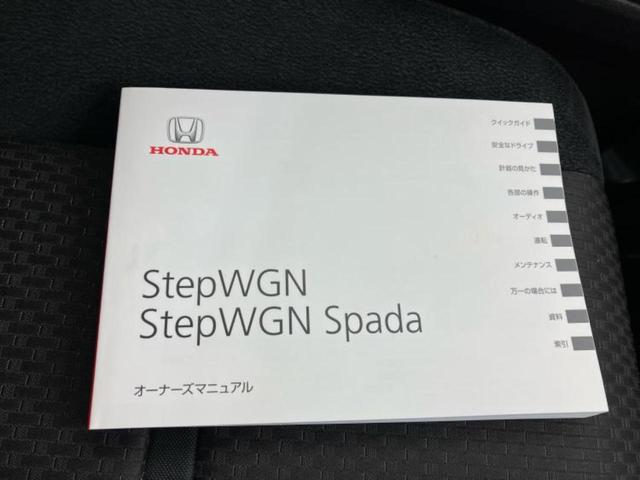 HONDA
クイックガイド
安全なドライブ
計器の見かた
各部の操作
オーディオ
運転
メンテナンス
万一の場合には
資料
索引
StepWGN
StepWGN Spada
オーナーズマニュアル